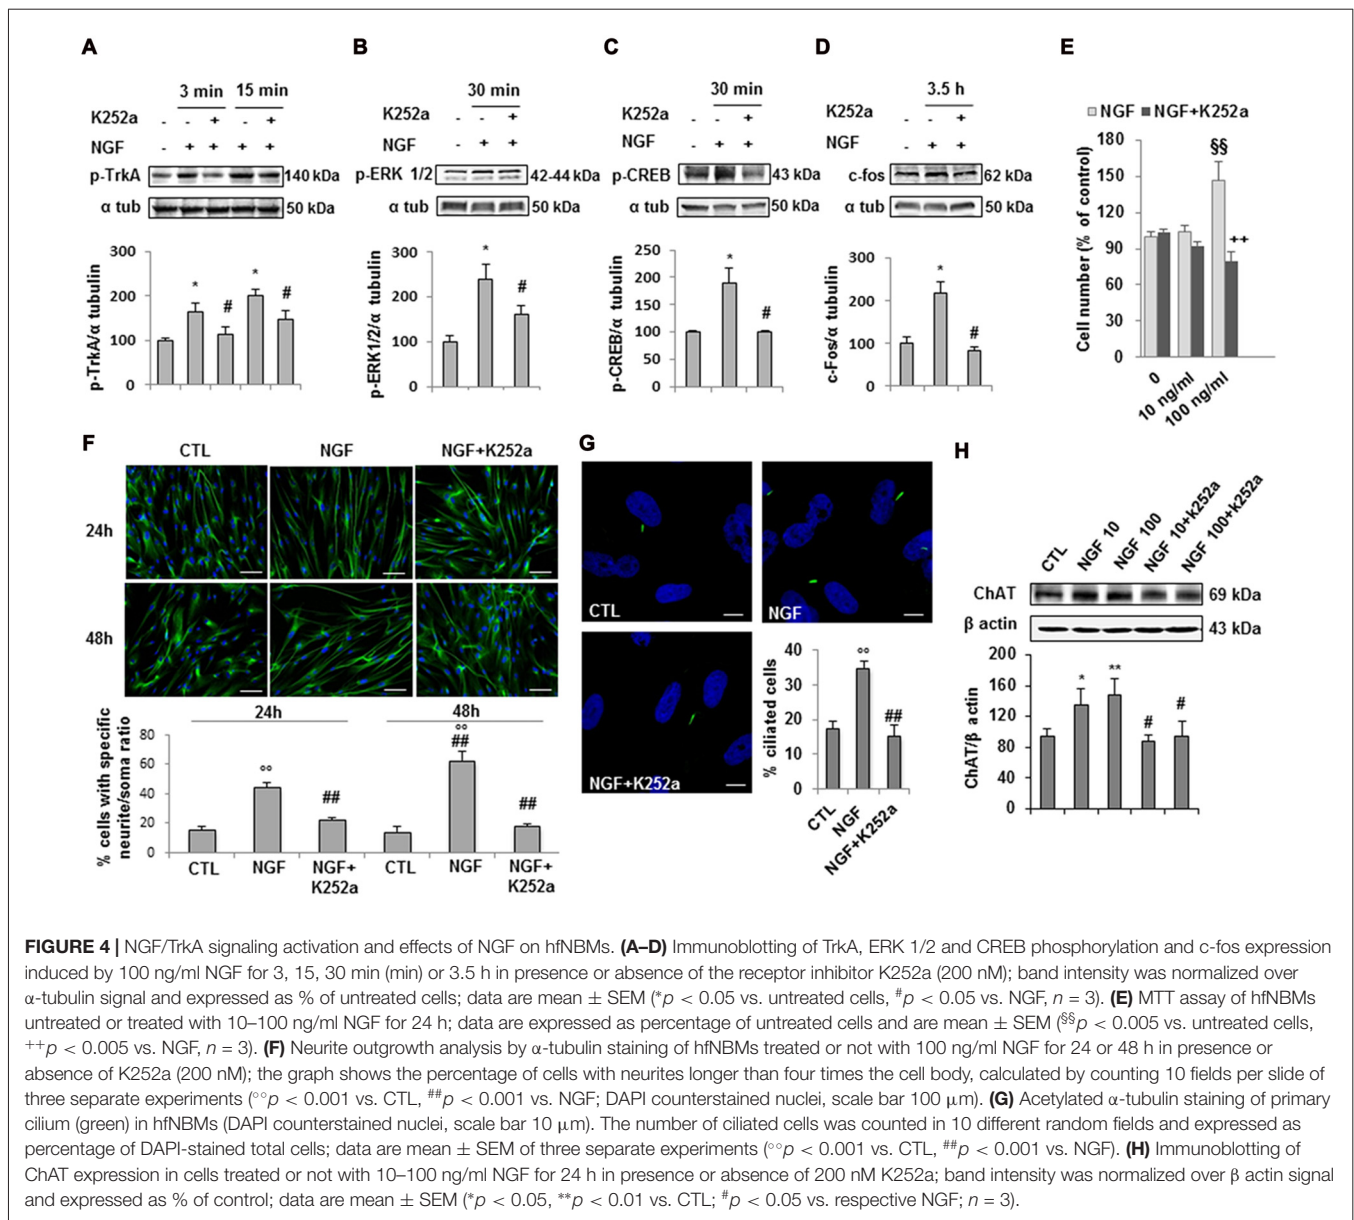 A
3 min 15 min
K252a - - + - +
NGF - + + + +
p-TrkA 140 kDa
α tub 50 kDa
p-TrkA/α tubulin
300
200
100
0
* # * #
B
30 min
K252a - - +
NGF - + +
p-ERK 1/2 42-44 kDa
α tub 50 kDa
p-ERK1/2/α tubulin
300
200
100
0
* #
C
30 min
K252a - - +
NGF - + +
p-CREB 43 kDa
α tub 50 kDa
p-CREB/α tubulin
250
200
150
100
50
0
* #
D
3.5 h
K252a - - +
NGF - + +
c-fos 62 kDa
α tub 50 kDa
c-Fos/α tubulin
300
200
100
0
* #
E
NGF NGF+K252a
Cell number (% of control)
180
150
120
90
60
30
0
§§
++
0 10 ng/ml 100 ng/ml
F
CTL NGF NGF+K252a
24h
48h
% cells with specific
neurite/soma ratio
24h 48h
80
60
40
20
0
°° ## °° ## ##
CTL NGF NGF+ CTL NGF NGF+
K252a K252a
G
CTL
NGF
NGF+K252a
% ciliated cells
40
30
20
10
0
°° ##
CTL NGF NGF+K252a
H
CTL NGF 10 NGF 100 NGF 10+k252a NGF 100+k252a
ChAT 69 kDa
β actin 43 kDa
ChAT/β actin
200
160
120
80
40
0
* ** # #
FIGURE 4 | NGF/TrkA signaling activation and effects of NGF on hfNBMs. (A–D) Immunoblotting of TrkA, ERK 1/2 and CREB phosphorylation and c-fos expression
induced by 100 ng/ml NGF for 3, 15, 30 min (min) or 3.5 h in presence or absence of the receptor inhibitor K252a (200 nM); band intensity was normalized over
α-tubulin signal and expressed as % of untreated cells; data are mean ± SEM (*p < 0.05 vs. untreated cells, #p < 0.05 vs. NGF, n = 3). (E) MTT assay of hfNBMs
untreated or treated with 10–100 ng/ml NGF for 24 h; data are expressed as percentage of untreated cells and are mean ± SEM (§§p < 0.005 vs. untreated cells,
++p < 0.005 vs. NGF, n = 3). (F) Neurite outgrowth analysis by α-tubulin staining of hfNBMs treated or not with 100 ng/ml NGF for 24 or 48 h in presence or
absence of K252a (200 nM); the graph shows the percentage of cells with neurites longer than four times the cell body, calculated by counting 10 fields per slide of
three separate experiments (°°p < 0.001 vs. CTL, ##p < 0.001 vs. NGF; DAPI counterstained nuclei, scale bar 100 μm). (G) Acetylated α-tubulin staining of primary
cilium (green) in hfNBMs (DAPI counterstained nuclei, scale bar 10 μm). The number of ciliated cells was counted in 10 different random fields and expressed as
percentage of DAPI-stained total cells; data are mean ± SEM of three separate experiments (°°p < 0.001 vs. CTL, ##p < 0.001 vs. NGF). (H) Immunoblotting of
ChAT expression in cells treated or not with 10–100 ng/ml NGF for 24 h in presence or absence of 200 nM K252a; band intensity was normalized over β actin signal
and expressed as % of control; data are mean ± SEM (*p < 0.05, **p < 0.01 vs. CTL; #p < 0.05 vs. respective NGF; n = 3).